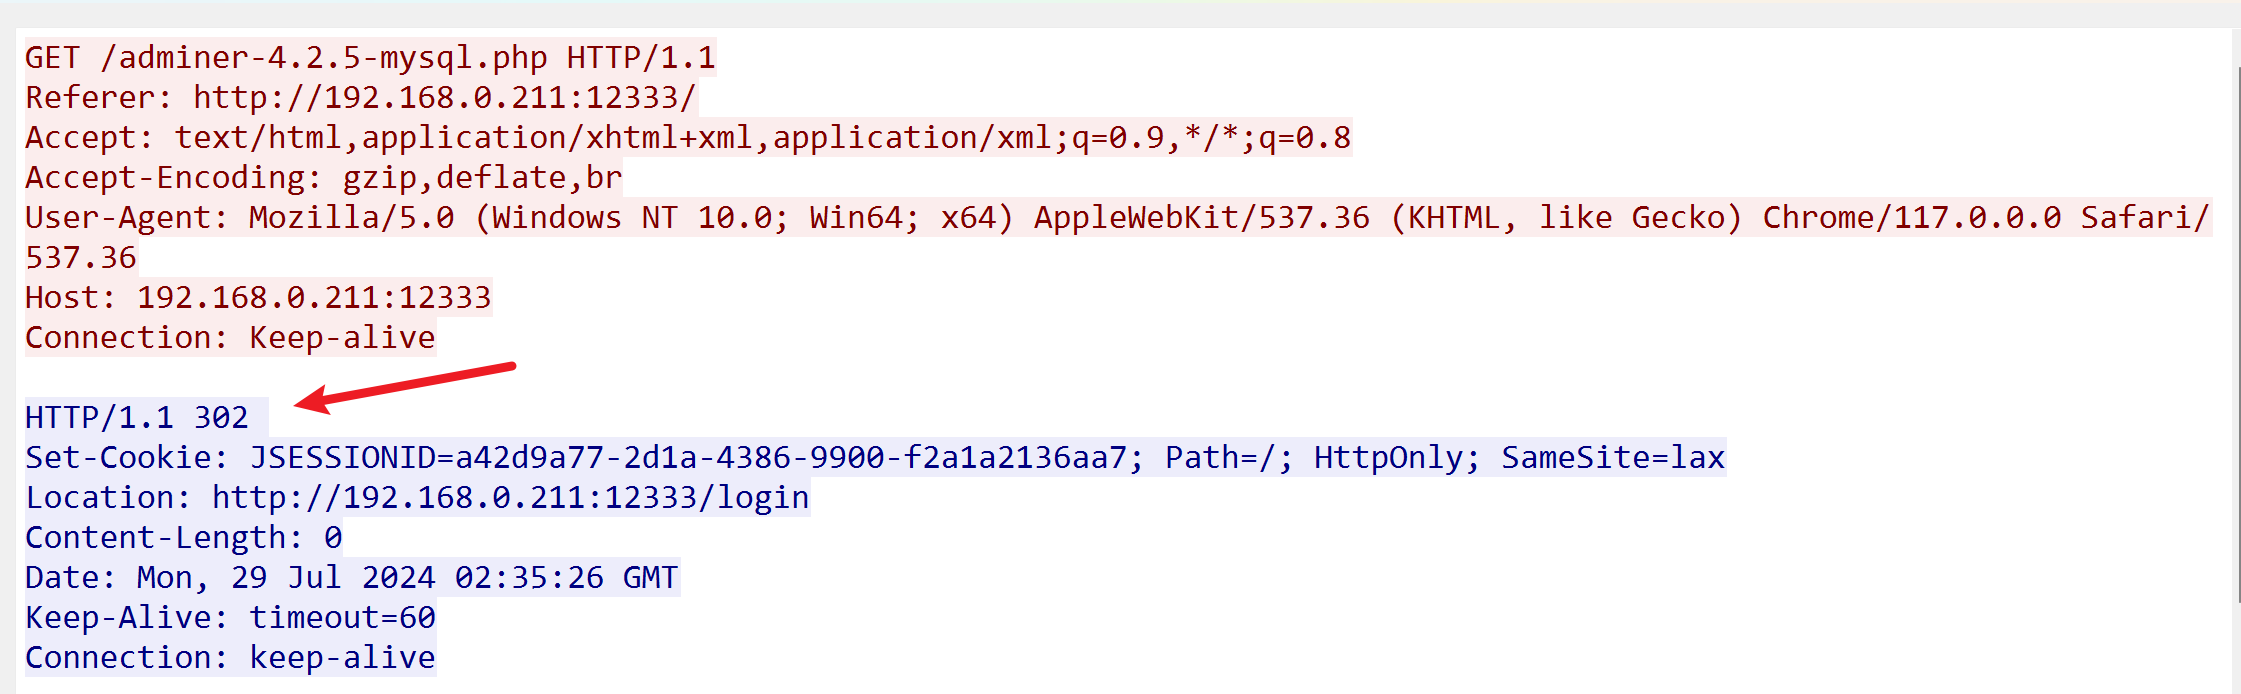 GET /adminer-4.2.5-mysql.php HTTP/1.1
Referer: http://192.168.0.211:12333/
Accept: text/html,application/xhtml+xml,application/xml;q=0.9,*/*;q=0.8
Accept-Encoding: gzip,deflate,br
User-Agent: Mozilla/5.0 (Windows NT 10.0; Win64; x64) AppleWebKit/537.36 (KHTML, like Gecko) Chrome/117.0.0.0 Safari/
537.36
Host: 192.168.0.211:12333
Connection: Keep-alive
HTTP/1.1 302
Set-Cookie: JSESSIONID=a42d9a77-2d1a-4386-9900-f2a1a2136aa7; Path=/; HttpOnly; SameSite=lax
Location: http://192.168.0.211:12333/login
Content-Length: 0
Date: Mon, 29 Jul 2024 02:35:26 GMT
Keep-Alive: timeout=60
Connection: keep-alive